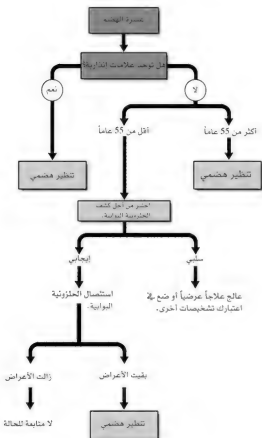 عسرة الهضم
هل توجد علامات إنذارية؟
لا
نعم
أكثر من 55 عاماً
أقل من 55 عاماً
تنظير هضمي
تنظير هضمي
اختبر من أجل كشف
الحلزونية البوابية.
سلبي
إيجابي
عالج علاجاً عرضياً أو ضع في
اعتبارك تشخيصات أخرى.
استئصال الحلزونية
البوابية.
بقيت الأعراض
زالت الأعراض
تنظير هضمي
لا متابعة للحالة